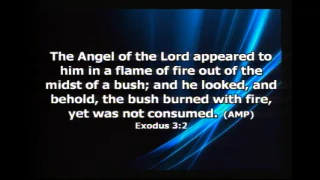 The Angel of the Lord appeared to
him in a flame of fire out of the
midst of a bush; and he looked, and
behold, the bush burned with fire,
yet was not consumed. (AMP)
Exodus 3:2